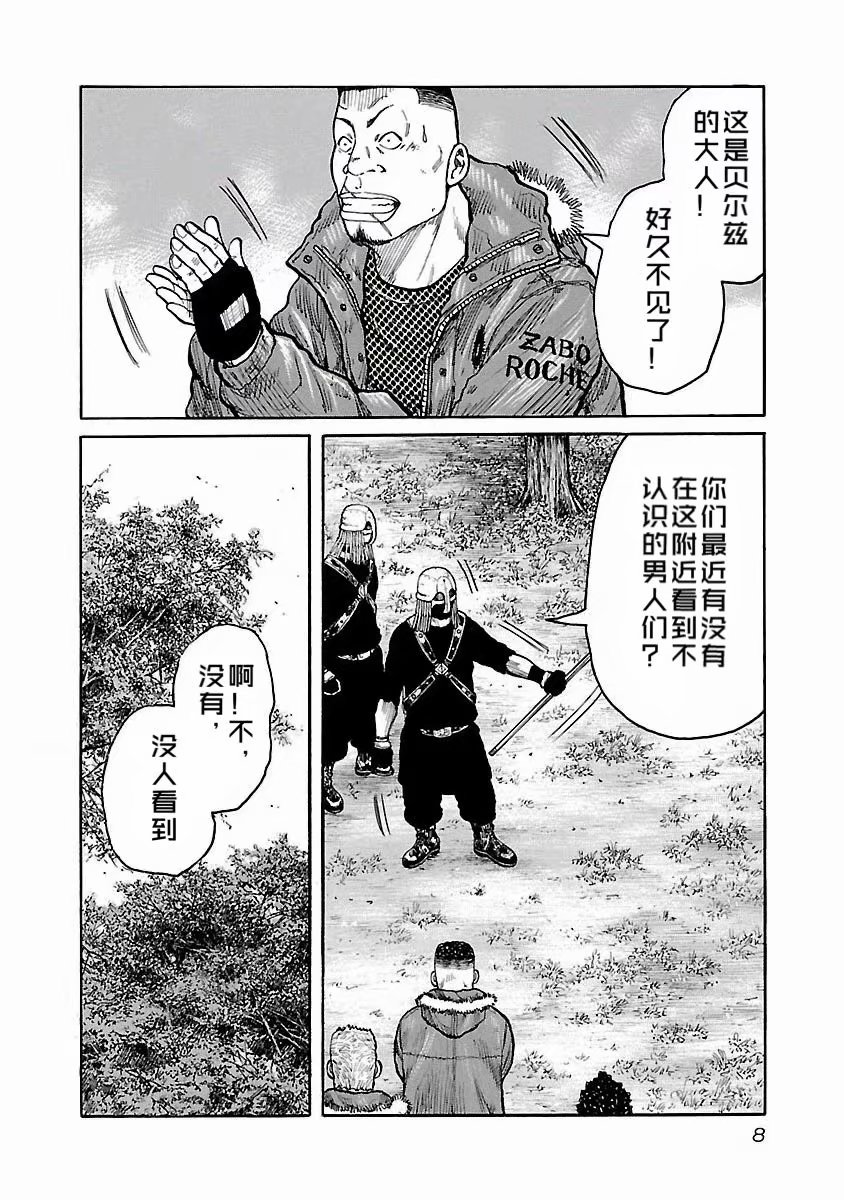 这是贝尔兹
的大人！
好久不见了！
ZABO
ROCHE
你们最近有没有
在这附近看到不
认识的男人们？
啊！不，
没有，
没人看到
8